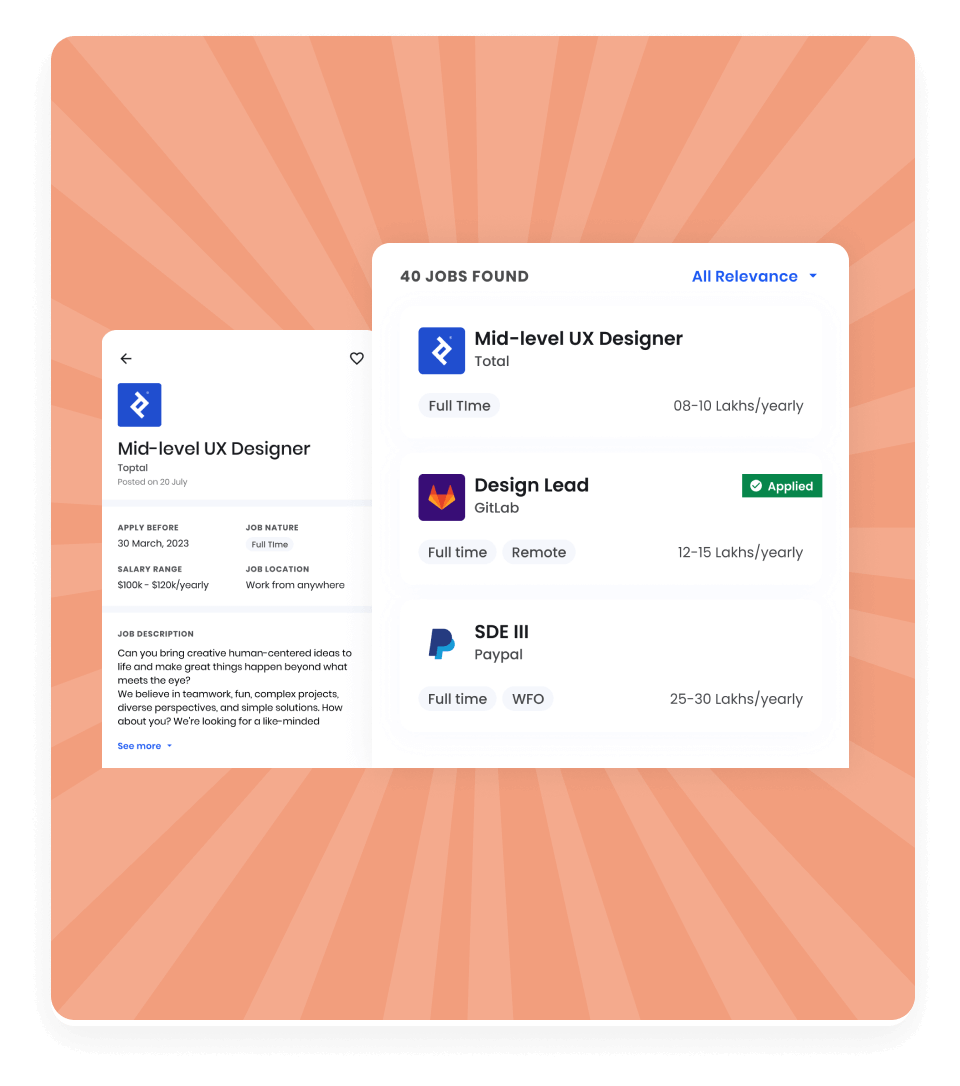 40 JOBS FOUND
All Relevance
Mid-level UX Designer
Total
Full TIme
08-10 Lakhs/yearly
Design Lead
GitLab
Applied
Full time
Remote
12-15 Lakhs/yearly
SDE III
Paypal
Full time
WFO
25-30 Lakhs/yearly
Mid-level UX Designer
Toptal
Posted on 20 July
APPLY BEFORE
30 March, 2023
JOB NATURE
Full TIme
SALARY RANGE
$100k - $120k/yearly
JOB LOCATION
Work from anywhere
JOB DESCRIPTION
Can you bring creative human-centered ideas to
life and make great things happen beyond what
meets the eye?
We believe in teamwork, fun, complex projects,
diverse perspectives, and simple solutions. How
about you? We're looking for a like-minded
See more